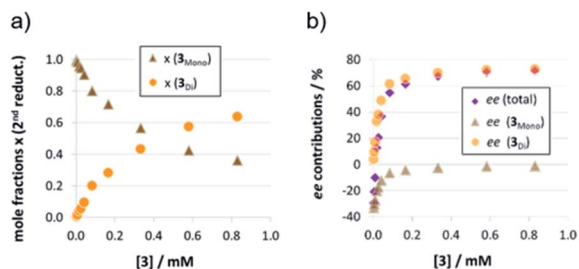 a)
mole fractions x (2nd reduct.)
1.0
0.8
0.6
0.4
0.2
0.0
x (3Mono)
x (3Di)
0.0 0.2 0.4 0.6 0.8 1.0
[3] / mM
b)
ee contributions / %
80
60
40
20
0
-20
-40
ee (total)
ee (3Mono)
ee (3Di)
0.0 0.2 0.4 0.6 0.8 1.0
[3] / mM